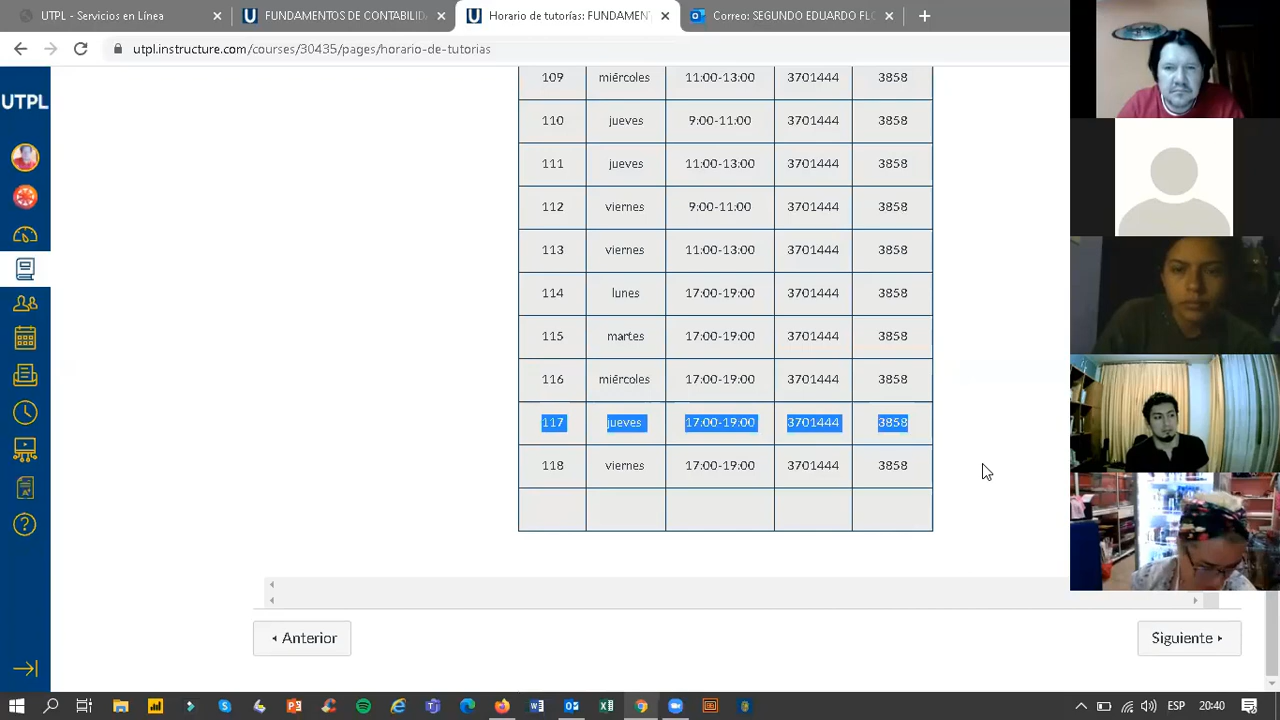 UTPL - Servicios en Línea
FUNDAMENTOS DE CONTABILID
Horario de tutorías: FUNDAMENT
Correo: SEGUNDO EDUARDO FLO
utpl.instructure.com/courses/30435/pages/horario-de-tutorias
UTPL
109 miércoles 11:00-13:00 3701444 3858
110 jueves 9:00-11:00 3701444 3858
111 jueves 11:00-13:00 3701444 3858
112 viernes 9:00-11:00 3701444 3858
113 viernes 11:00-13:00 3701444 3858
114 lunes 17:00-19:00 3701444 3858
115 martes 17:00-19:00 3701444 3858
116 miércoles 17:00-19:00 3701444 3858
117 jueves 17:00-19:00 3701444 3858
118 viernes 17:00-19:00 3701444 3858
Anterior
Siguiente
ESP 20:40